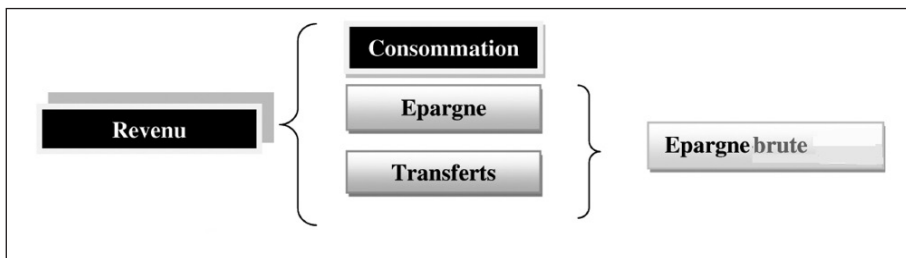 Consommation
Revenu
Epargne
Transferts
Epargne brute